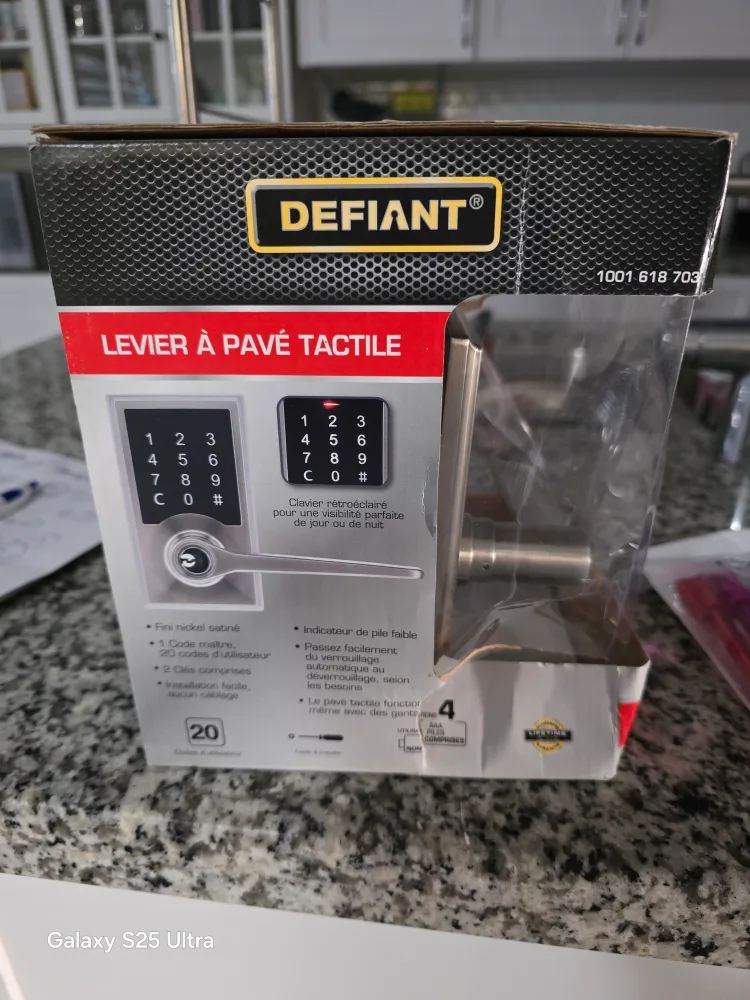 DEFIANT®
1001 618 703
LEVIER À PAVÉ TACTILE
1 2 3
4 5 6
7 8 9
C 0 #
1 2 3
4 5 6
7 8 9
C 0 #
Clavier rétroéclairé
pour une visibilité parfaite
de jour ou de nuit
• Fini nickel satiné
• 1 Code maître,
20 codes d'utilisateur
• 2 Clés comprises
• Installation facile,
aucun câblage
• Indicateur de pile faible
• Passez facilement
du verrouillage
automatique au
déverrouillage, selon
les besoins
• Le pavé tactile
même avec des gants
20
4
AAA
PILES
COMPRISES
LIFETIME
Galaxy S25 Ultra